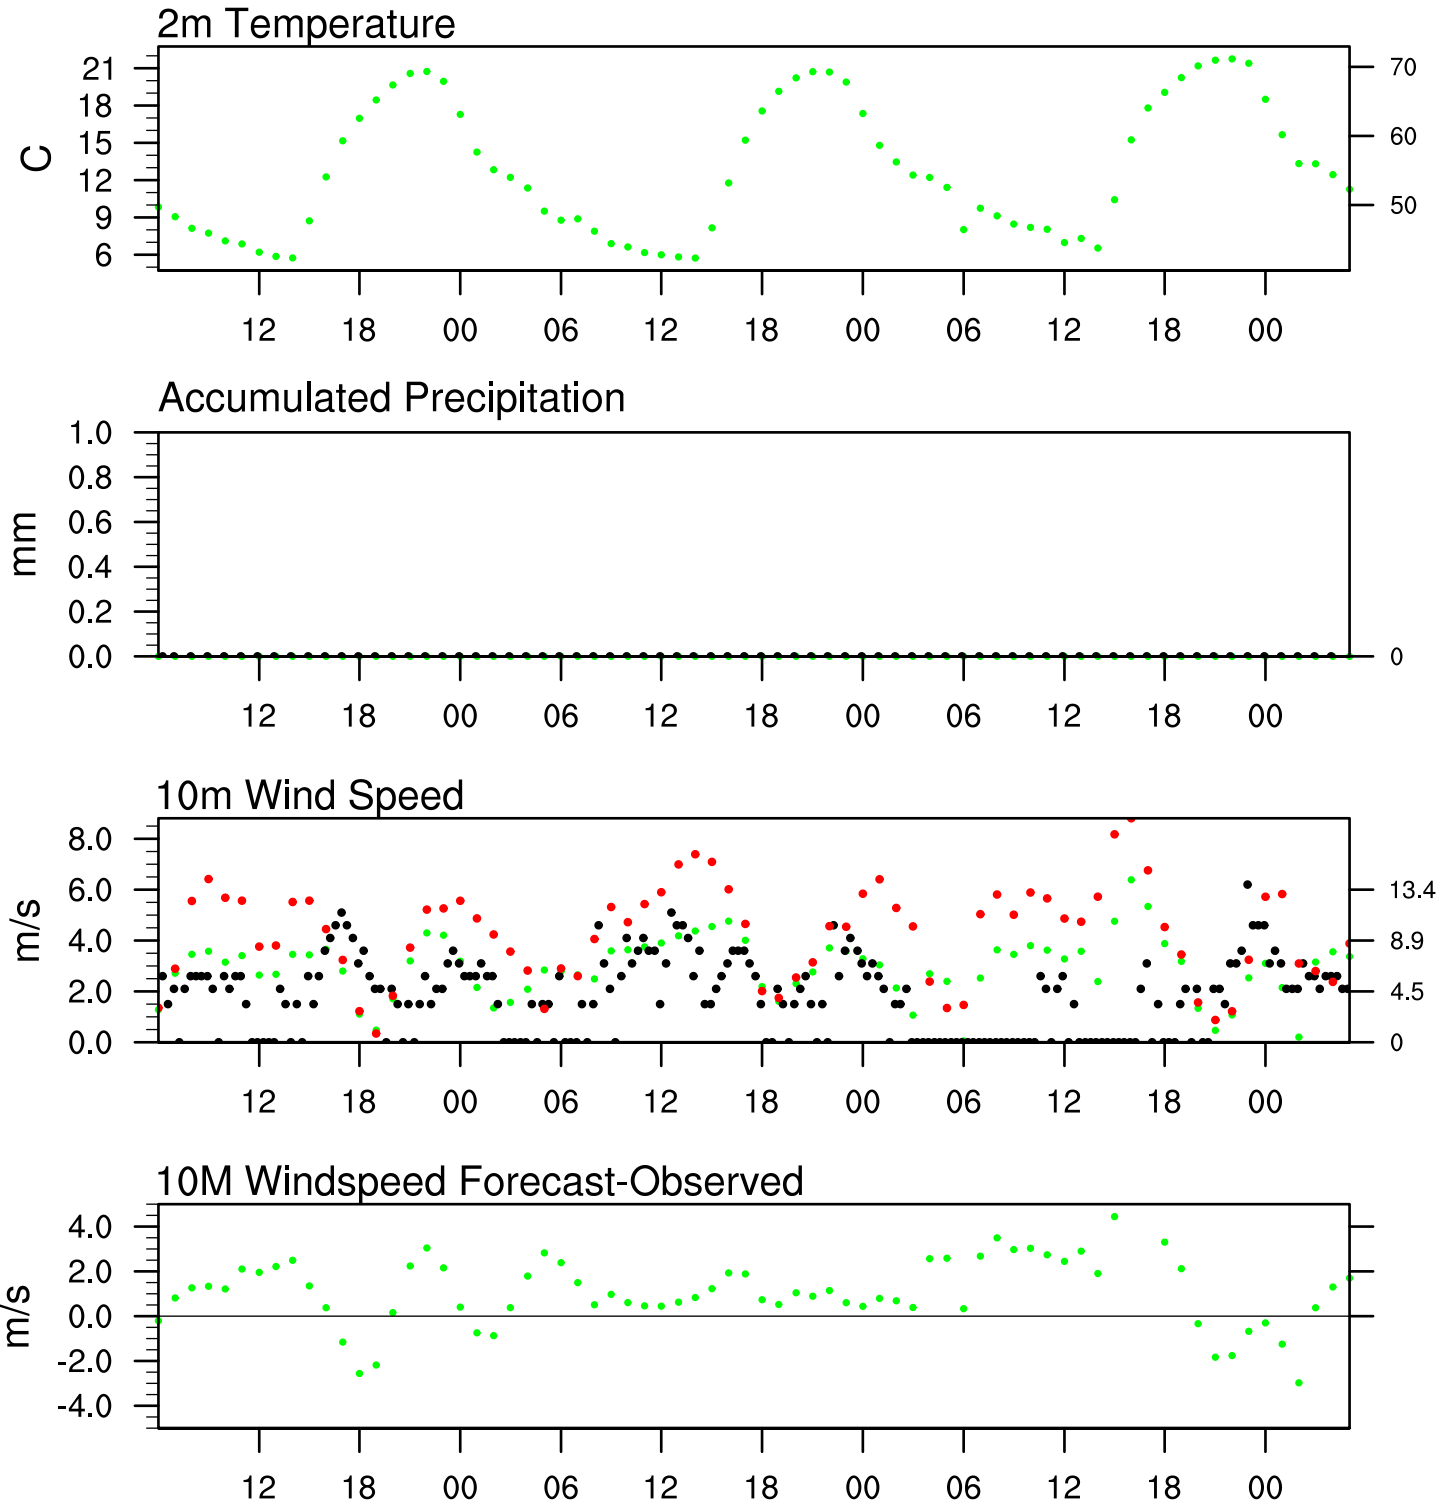 2m Temperature
21
18
15
12
9
6
C
70
60
50
12 18 00 06 12 18 00 06 12 18 00
Accumulated Precipitation
1.0
0.8
0.6
0.4
0.2
0.0
mm
0
12 18 00 06 12 18 00 06 12 18 00
10m Wind Speed
8.0
6.0
4.0
2.0
0.0
m/s
13.4
8.9
4.5
0
12 18 00 06 12 18 00 06 12 18 00
10M Windspeed Forecast-Observed
4.0
2.0
0.0
-2.0
-4.0
m/s
12 18 00 06 12 18 00 06 12 18 00